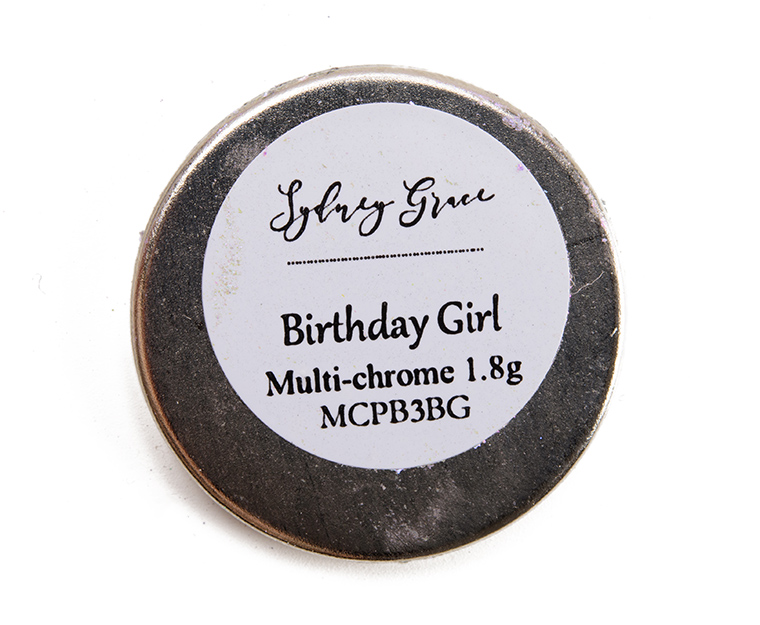 Sydney Grace
Birthday Girl
Multi-chrome 1.8g
MCPB3BG